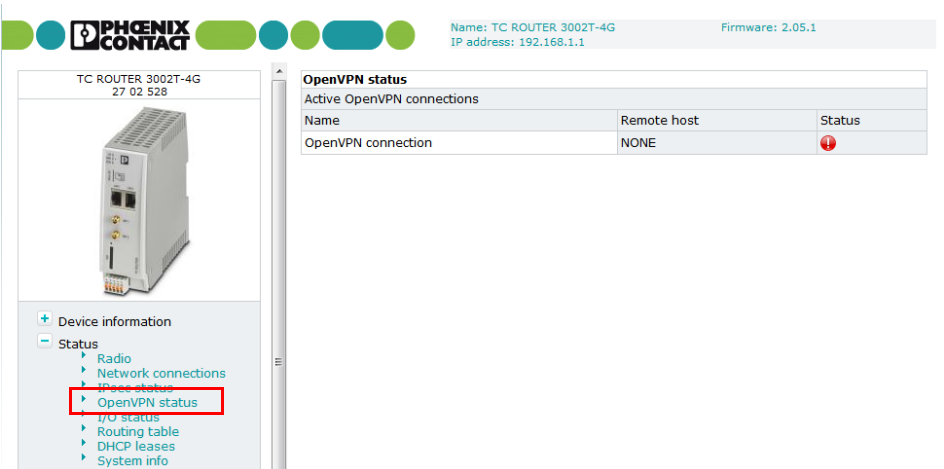 PHŒNIX
CONTACT
Name: TC ROUTER 3002T-4G
Firmware: 2.05.1
IP address: 192.168.1.1
TC ROUTER 3002T-4G
27 02 528
OpenVPN status
Active OpenVPN connections
Name Remote host Status
OpenVPN connection NONE
Device information
Status
Radio
Network connections
IPsec status
OpenVPN status
I/O status
Routing table
DHCP leases
System info